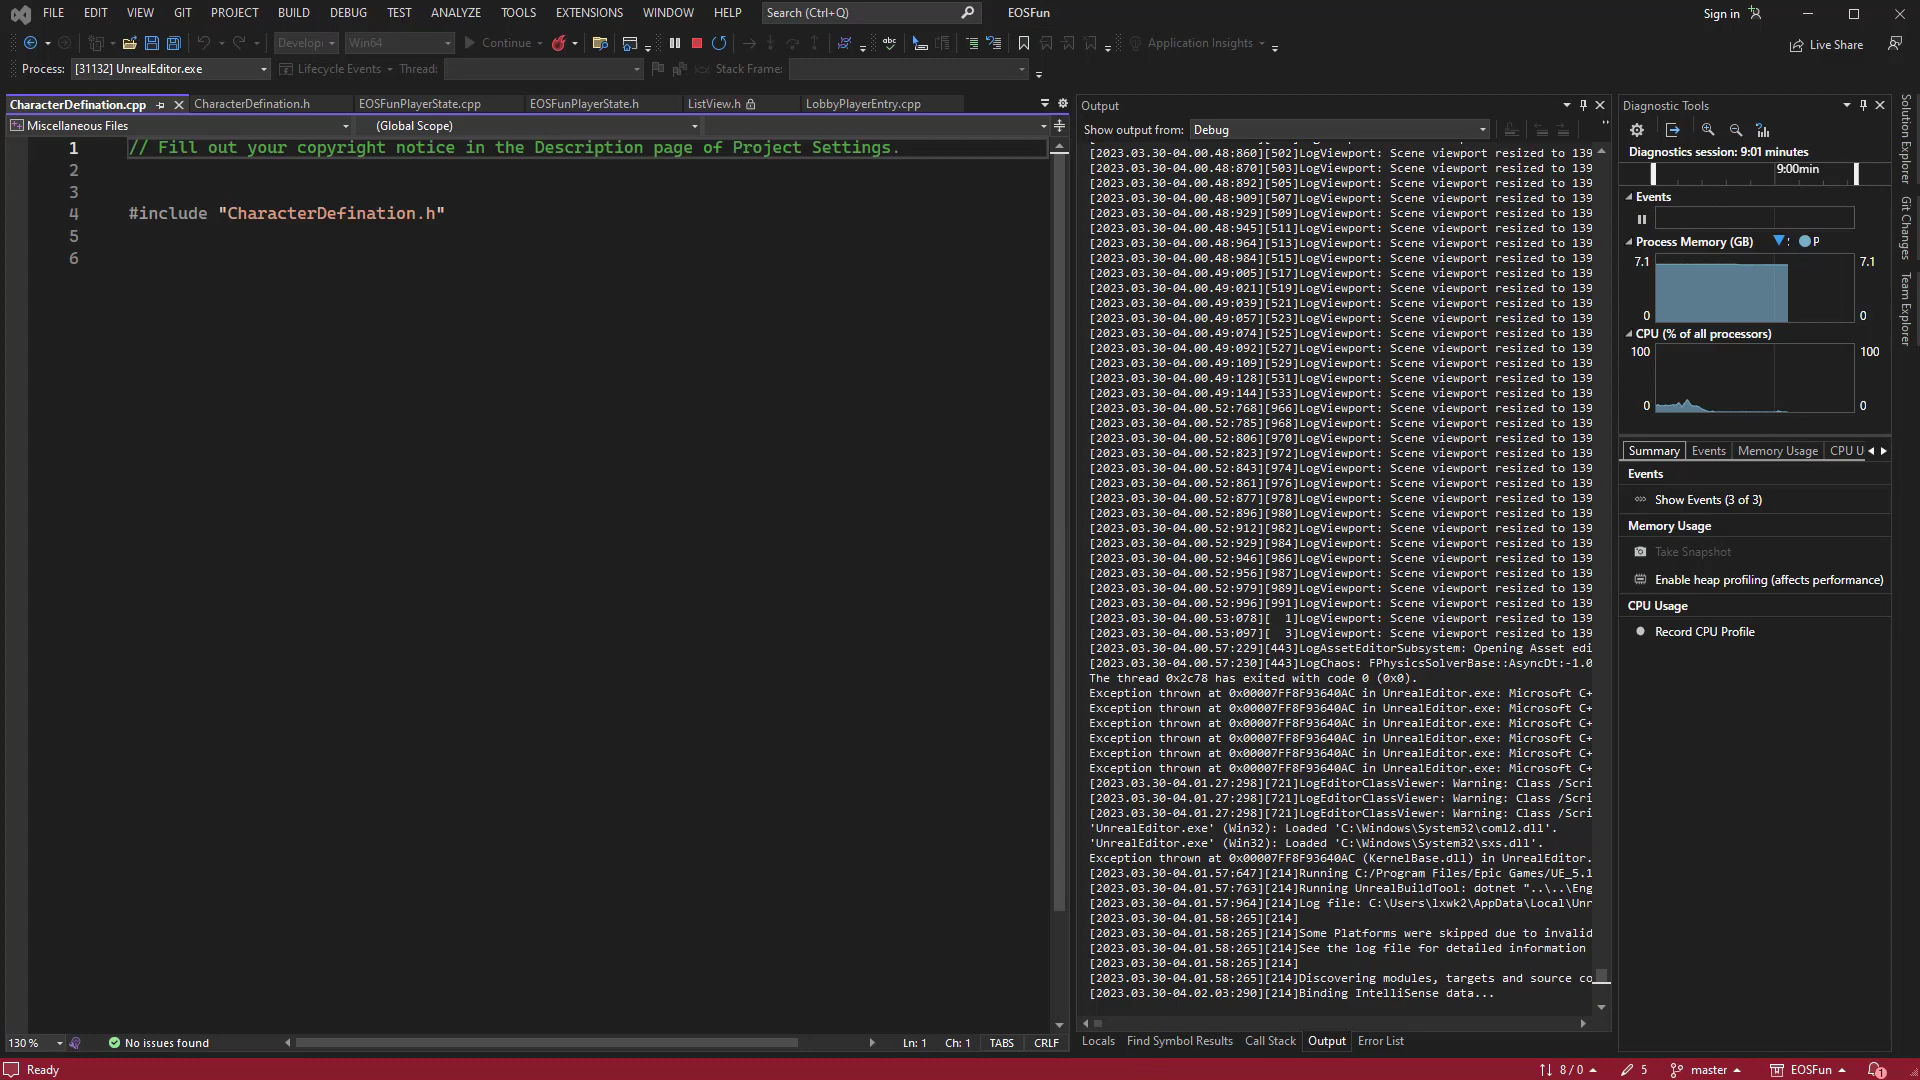 FILE EDIT VIEW GIT PROJECT BUILD DEBUG TEST ANALYZE TOOLS EXTENSIONS WINDOW HELP Search (Ctrl+Q) EOSFun Sign in
Develop Win64 Continue Application Insights Live Share
Process: [31132] UnrealEditor.exe Lifecycle Events Thread: Stack Frame:
CharacterDefination.cpp CharacterDefination.h EOSFunPlayerState.cpp EOSFunPlayerState.h ListView.h LobbyPlayerEntry.cpp
Miscellaneous Files (Global Scope)
1 // Fill out your copyright notice in the Description page of Project Settings.
2
3
4 #include "CharacterDefination.h"
5
6
130 % No issues found Ln: 1 Ch: 1 TABS CRLF
Output
Show output from: Debug
[2023.03.30-04.00.48:860][502]LogViewport: Scene viewport resized to 139
[2023.03.30-04.00.48:870][503]LogViewport: Scene viewport resized to 139
[2023.03.30-04.00.48:892][505]LogViewport: Scene viewport resized to 139
[2023.03.30-04.00.48:909][507]LogViewport: Scene viewport resized to 139
[2023.03.30-04.00.48:929][509]LogViewport: Scene viewport resized to 139
[2023.03.30-04.00.48:945][511]LogViewport: Scene viewport resized to 139
[2023.03.30-04.00.48:964][513]LogViewport: Scene viewport resized to 139
[2023.03.30-04.00.48:984][515]LogViewport: Scene viewport resized to 139
[2023.03.30-04.00.49:005][517]LogViewport: Scene viewport resized to 139
[2023.03.30-04.00.49:021][519]LogViewport: Scene viewport resized to 139
[2023.03.30-04.00.49:039][521]LogViewport: Scene viewport resized to 139
[2023.03.30-04.00.49:057][523]LogViewport: Scene viewport resized to 139
[2023.03.30-04.00.49:074][525]LogViewport: Scene viewport resized to 139
[2023.03.30-04.00.49:092][527]LogViewport: Scene viewport resized to 139
[2023.03.30-04.00.49:109][529]LogViewport: Scene viewport resized to 139
[2023.03.30-04.00.49:128][531]LogViewport: Scene viewport resized to 139
[2023.03.30-04.00.49:144][533]LogViewport: Scene viewport resized to 139
[2023.03.30-04.00.52:768][966]LogViewport: Scene viewport resized to 139
[2023.03.30-04.00.52:785][968]LogViewport: Scene viewport resized to 139
[2023.03.30-04.00.52:806][970]LogViewport: Scene viewport resized to 139
[2023.03.30-04.00.52:823][972]LogViewport: Scene viewport resized to 139
[2023.03.30-04.00.52:843][974]LogViewport: Scene viewport resized to 139
[2023.03.30-04.00.52:861][976]LogViewport: Scene viewport resized to 139
[2023.03.30-04.00.52:877][978]LogViewport: Scene viewport resized to 139
[2023.03.30-04.00.52:896][980]LogViewport: Scene viewport resized to 139
[2023.03.30-04.00.52:912][982]LogViewport: Scene viewport resized to 139
[2023.03.30-04.00.52:929][984]LogViewport: Scene viewport resized to 139
[2023.03.30-04.00.52:946][986]LogViewport: Scene viewport resized to 139
[2023.03.30-04.00.52:956][987]LogViewport: Scene viewport resized to 139
[2023.03.30-04.00.52:979][989]LogViewport: Scene viewport resized to 139
[2023.03.30-04.00.52:996][991]LogViewport: Scene viewport resized to 139
[2023.03.30-04.00.53:078][  1]LogViewport: Scene viewport resized to 139
[2023.03.30-04.00.53:097][  3]LogViewport: Scene viewport resized to 139
[2023.03.30-04.00.57:229][443]LogAssetEditorSubsystem: Opening Asset edi
[2023.03.30-04.00.57:230][443]LogChaos: FPhysicsSolverBase::AsyncDt:-1.0
The thread 0x2c78 has exited with code 0 (0x0).
Exception thrown at 0x00007FF8F93640AC in UnrealEditor.exe: Microsoft C+
Exception thrown at 0x00007FF8F93640AC in UnrealEditor.exe: Microsoft C+
Exception thrown at 0x00007FF8F93640AC in UnrealEditor.exe: Microsoft C+
Exception thrown at 0x00007FF8F93640AC in UnrealEditor.exe: Microsoft C+
Exception thrown at 0x00007FF8F93640AC in UnrealEditor.exe: Microsoft C+
Exception thrown at 0x00007FF8F93640AC in UnrealEditor.exe: Microsoft C+
[2023.03.30-04.01.27:298][721]LogEditorClassViewer: Warning: Class /Scri
[2023.03.30-04.01.27:298][721]LogEditorClassViewer: Warning: Class /Scri
[2023.03.30-04.01.27:298][721]LogEditorClassViewer: Warning: Class /Scri
'UnrealEditor.exe' (Win32): Loaded 'C:\Windows\System32\coml2.dll'.
'UnrealEditor.exe' (Win32): Loaded 'C:\Windows\System32\sxs.dll'.
Exception thrown at 0x00007FF8F93640AC (KernelBase.dll) in UnrealEditor.
[2023.03.30-04.01.57:647][214]Running C:/Program Files/Epic Games/UE_5.1
[2023.03.30-04.01.57:763][214]Running UnrealBuildTool: dotnet "..\..\Eng
[2023.03.30-04.01.57:964][214]Log file: C:\Users\lxwk2\AppData\Local\Unr
[2023.03.30-04.01.58:265][214]
[2023.03.30-04.01.58:265][214]Some Platforms were skipped due to invalid
[2023.03.30-04.01.58:265][214]See the log file for detailed information
[2023.03.30-04.01.58:265][214]
[2023.03.30-04.01.58:265][214]Discovering modules, targets and source co
[2023.03.30-04.02.03:290][214]Binding IntelliSense data...
Locals Find Symbol Results Call Stack Output Error List
Diagnostic Tools
Diagnostics session: 9:01 minutes
9:00min
Events
Process Memory (GB) P
7.1 7.1
0 0
CPU (% of all processors)
100 100
0 0
Summary Events Memory Usage CPU U
Events
Show Events (3 of 3)
Memory Usage
Take Snapshot
Enable heap profiling (affects performance)
CPU Usage
Record CPU Profile
Solution Explorer
Git Changes
Team Explorer
Ready 8 / 0 5 master EOSFun 1